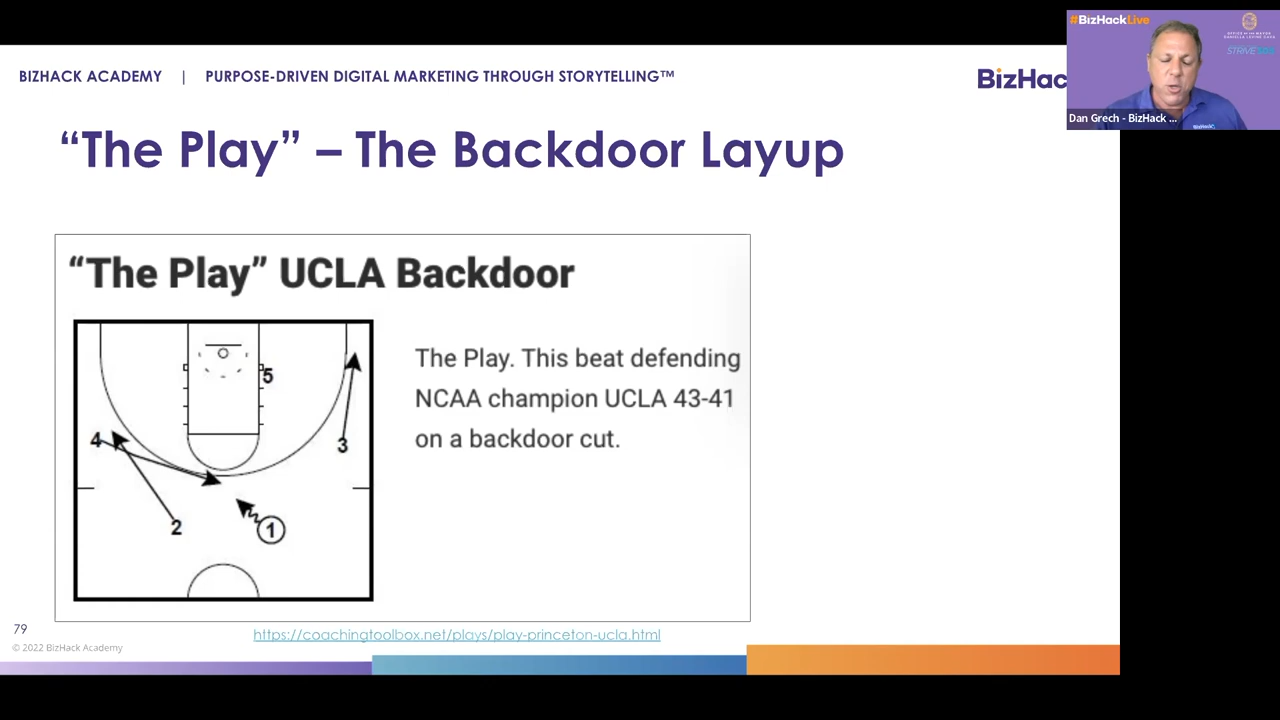 #BizHackLive
BIZHACK ACADEMY | PURPOSE-DRIVEN DIGITAL MARKETING THROUGH STORYTELLING™
BizHac
Dan Grech - BizHack ...
“The Play” – The Backdoor Layup
“The Play” UCLA Backdoor
5
4
3
2
1
The Play. This beat defending
NCAA champion UCLA 43-41
on a backdoor cut.
79
https://coachingtoolbox.net/plays/play-princeton-ucla.html
© 2022 BizHack Academy